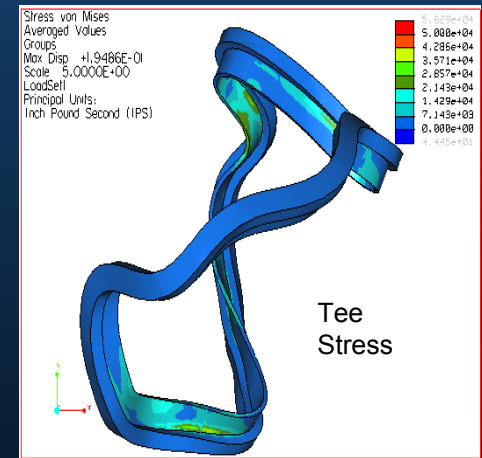 Stress von Mises
Averaged Values
Groups
Max Disp +1.9486E-01
Scale 5.0000E+00
LoadSet1
Principal Units:
Inch Pound Second (IPS)
5.629e+04
5.000e+04
4.286e+04
3.571e+04
2.857e+04
2.143e+04
1.429e+04
7.143e+03
0.000e+00
4.445e+01
Tee
Stress
Y